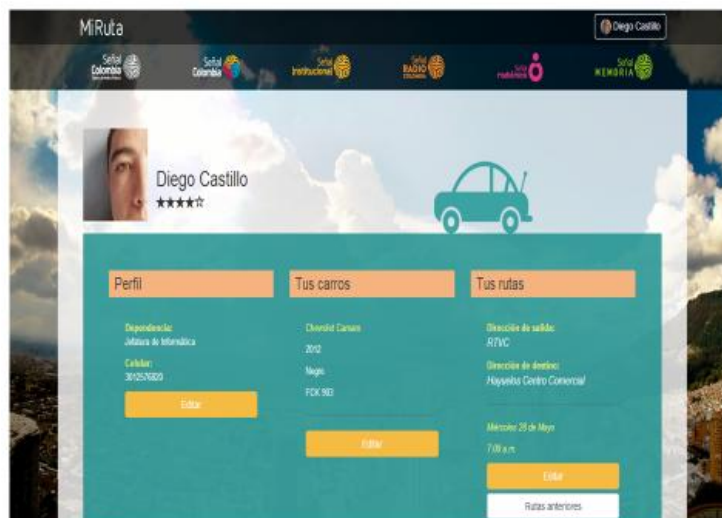 MiRuta
Diego Castillo
Señal Colombia
Señal Colombia
Señal Institucional
Señal RADIO COLOMBIA
Señal
Señal MEMORIA
Diego Castillo
Perfil
Tus carros
Tus rutas
Dependencia:
Jefatura de Informática
Celular:
3012576820
Editar
Chevrolet Camaro
2012
Negro
Editar
Dirección de salida:
RTVC
Dirección de destino:
Hayuelos Centro Comercial
Miércoles 28 de Mayo
7:00 a.m.
Editar
Rutas anteriores